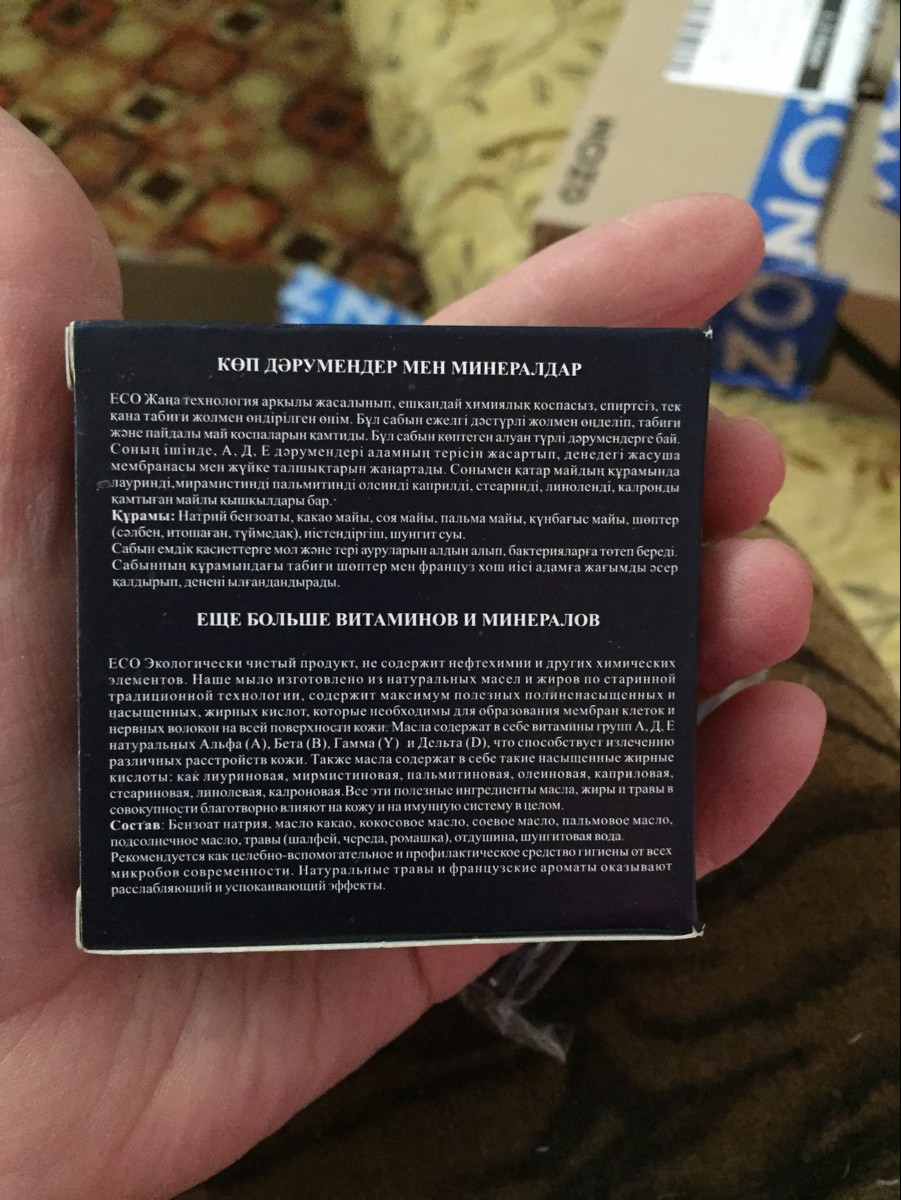 OZON
ZON
ZO
Z
КӨП ДӘРУМЕНДЕР МЕН МИНЕРАЛДАР
ECO Жаңа технология арқылы жасалынып, ешқандай химиялық қоспасыз, спиртсіз, тек
қана табиғи жолмен өндірілген өнім. Бұл сабын ежелгі дәстүрлі жолмен өңделіп, табиғи
және пайдалы май қоспаларын қамтиды. Бұл сабын көптеген алуан түрлі дәрумендерге бай.
Соның ішінде, А, Д, Е дәрумендері адамның терісін жасартып, денедегі жасуша
мембранасы мен жүйке талшықтарын жаңартады. Сонымен қатар майдың құрамында
лауринді,мирамистинді пальмитинді олеинді каприлді, стеаринді, линоленді, калронды
қамтыған майлы қышқылдары бар.
Құрамы: Натрий бензоаты, какао майы, соя майы, пальма майы, күнбағыс майы, шөптер
(сәлбен, итошаған, түймедақ), иістендіргіш, шунгит суы.
Сабын емдік қасиеттерге мол және тері ауруларын алдын алып, бактерияларға төтеп береді.
Сабынның құрамындағы табиғи шөптер мен француз хош иісі адамға жағымды әсер
қалдырып, денені ылғандандырады.
ЕЩЕ БОЛЬШЕ ВИТАМИНОВ И МИНЕРАЛОВ
ECO Экологически чистый продукт, не содержит нефтехимии и других химических
элементов. Наше мыло изготовлено из натуральных масел и жиров по старинной
традиционной технологии, содержит максимум полезных полиненасыщенных и
насыщенных, жирных кислот, которые необходимы для образования мембран клеток и
нервных волокон на всей поверхности кожи. Масла содержат в себе витамины групп А, Д, Е
натуральных Альфа (А), Бета (В), Гамма (Y) и Дельта (D), что способствует излечению
различных расстройств кожи. Также масла содержат в себе такие насыщенные жирные
кислоты: как лиуриновая, мирмистиновая, пальмитиновая, олеиновая, каприловая,
стеариновая, линолевая, калроновая.Все эти полезные ингредиенты масла, жиры и травы в
совокупности благотворно влияют на кожу и на имунную систему в целом.
Состав: Бензоат натрия, масло какао, кокосовое масло, соевое масло, пальмовое масло,
подсолнечное масло, травы (шалфей, череда, ромашка), отдушина, шунгитовая вода.
Рекомендуется как целебно-вспомогательное и профилактическое средство гигиены от всех
микробов современности. Натуральные травы и французские ароматы оказывают
расслабляющий и успокаивающий эффекты.